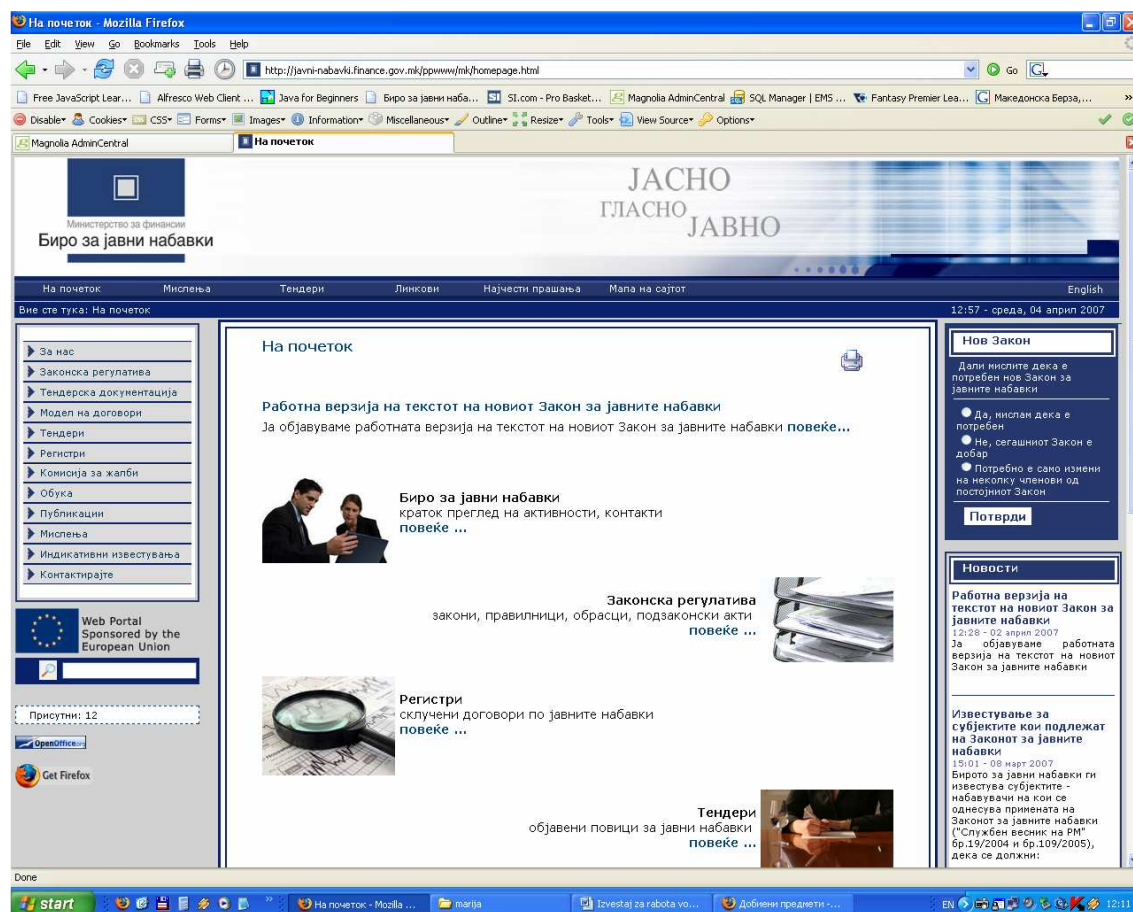 На почеток - Mozilla Firefox
File Edit View Go Bookmarks Tools Help
http://javni-nabavki.finance.gov.mk/ppwww/mk/homepage.html
Go
Free JavaScript Lear... Alfresco Web Client ... Java for Beginners Биро за јавни наба... SI.com - Pro Basket... Magnolia AdminCentral SQL Manager | EMS ... Fantasy Premier Lea... Македонска Берза,... »
Disable Cookies CSS Forms Images Information Miscellaneous Outline Resize Tools View Source Options
Magnolia AdminCentral На почеток
Министерство за финансии
Биро за јавни набавки
ЈАСНО
ГЛАСНО
ЈАВНО
На почеток Мислења Тендери Линкови Најчести прашања Мапа на сајтот English
Вие сте тука: На почеток 12:57 - среда, 04 април 2007
За нас
Законска регулатива
Тендерска документација
Модел на договори
Тендери
Регистри
Комисија за жалби
Обука
Публикации
Мислења
Индикативни известувања
Контактирајте
Web Portal
Sponsored by the
European Union
Присутни: 12
OpenOffice.org
Get Firefox
На почеток
Работна верзија на текстот на новиот Закон за јавните набавки
Ја објавуваме работната верзија на текстот на новиот Закон за јавните набавки повеќе...
Биро за јавни набавки
краток преглед на активности, контакти
повеќе ...
Законска регулатива
закони, правилници, обрасци, подзаконски акти
повеќе ...
Регистри
склучени договори по јавните набавки
повеќе ...
Тендери
објавени повици за јавни набавки
повеќе ...
Нов Закон
Дали мислите дека е
потребен нов Закон за
јавните набавки
Да, мислам дека е
потребен
Не, сегашниот Закон е
добар
Потребно е само измени
на неколку членови од
постојниот Закон
Потврди
Новости
Работна верзија на
текстот на новиот Закон за
јавните набавки
12:28 - 02 април 2007
Ја објавуваме работната
верзија на текстот на новиот
Закон за јавните набавки
Известување за
субјектите кои подлежат
на Законот за јавните
набавки
15:01 - 08 март 2007
Бирото за јавни набавки ги
известува субјектите -
набавувачи на кои се
однесува примената на
Законот за јавните набавки
("Службен весник на РМ"
бр.19/2004 и бр.109/2005),
дека се должни:
Done
start На почеток - Mozilla ... marija Izvestaj za rabota vo... Добиени предмети -... EN 12:11